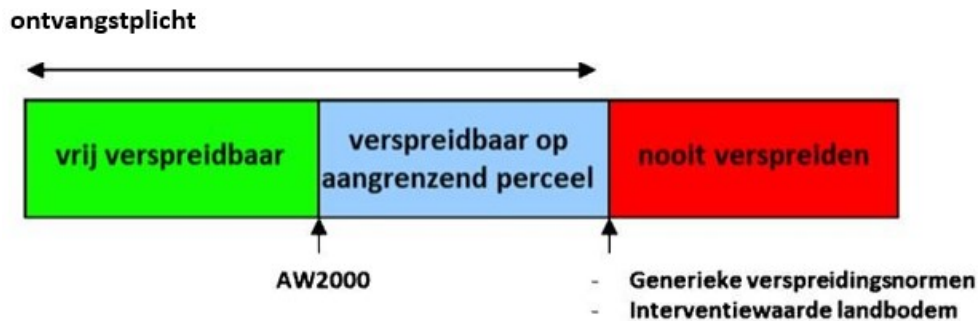 ontvangstplicht
vrij verspreidbaar
verspreidbaar op
aangrenzend perceel
nooit verspreiden
AW2000
- Generieke verspreidingsnormen
- Interventiewaarde landbodem